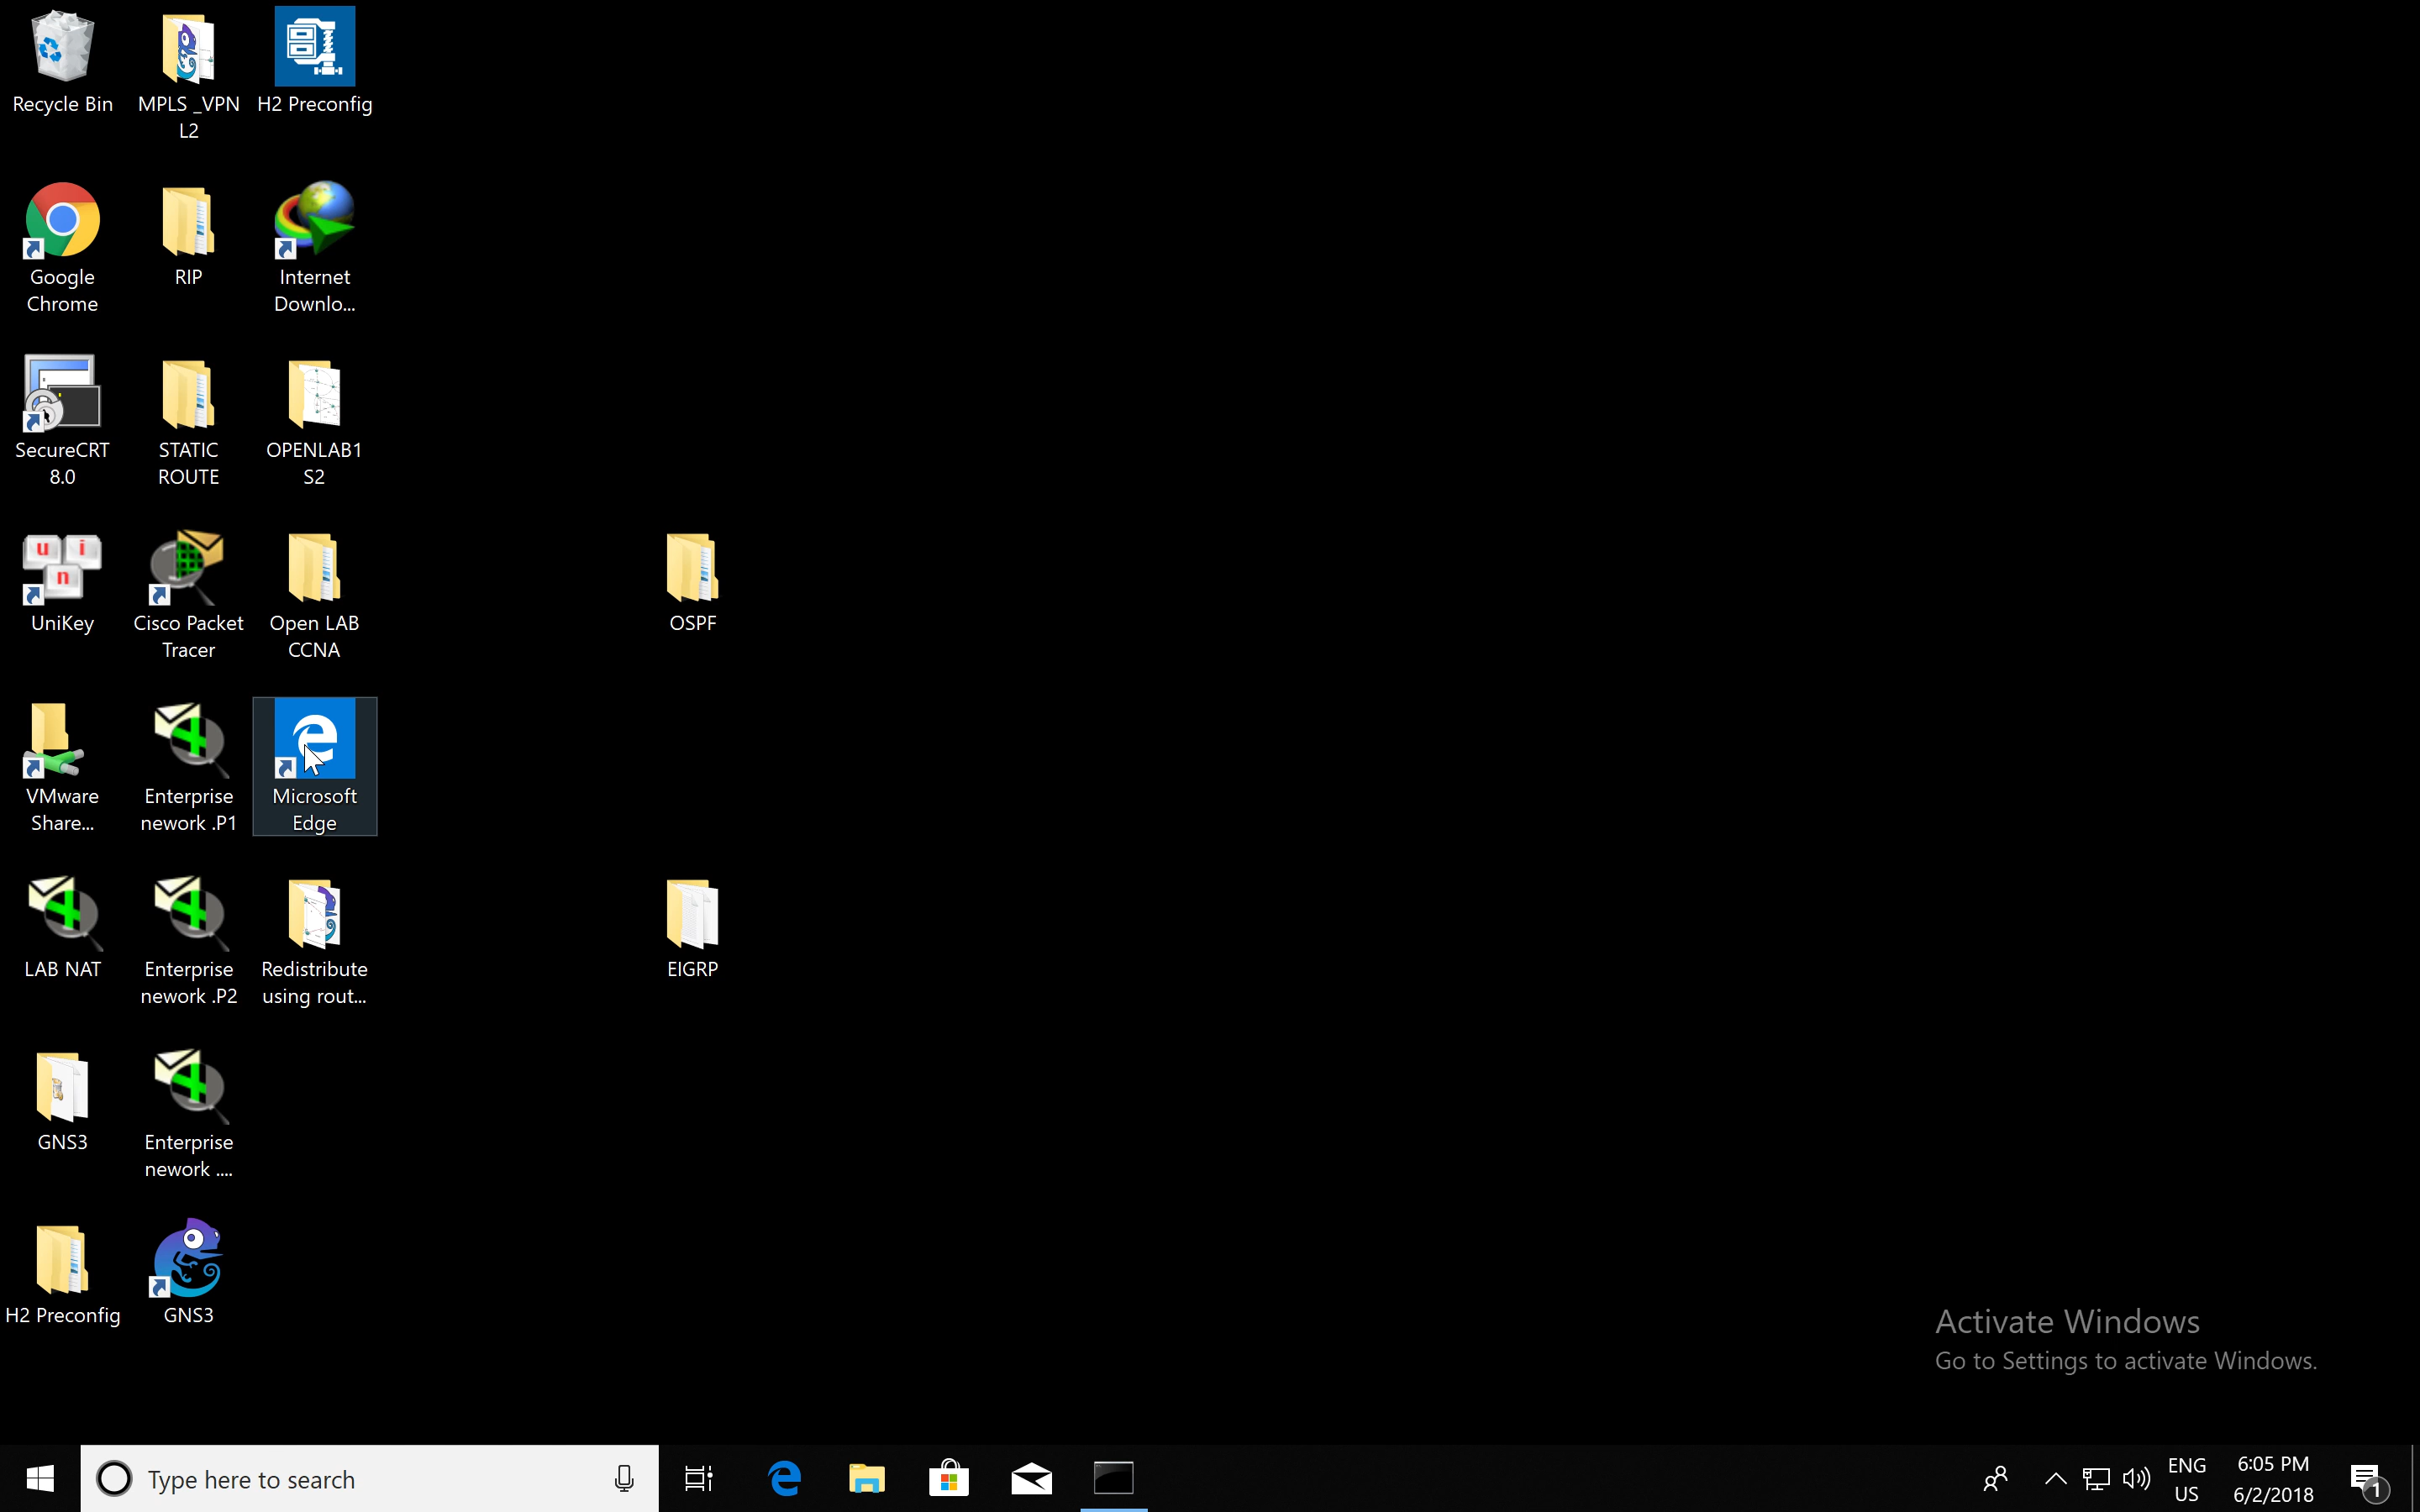 Recycle Bin
MPLS _VPN
L2
H2 Preconfig
Google
Chrome
RIP
Internet
Downlo...
SecureCRT
8.0
STATIC
ROUTE
OPENLAB1
S2
u i
n
UniKey
Cisco Packet
Tracer
Open LAB
CCNA
OSPF
VMware
Share...
Enterprise
nework .P1
Microsoft
Edge
LAB NAT
Enterprise
nework .P2
Redistribute
using rout...
EIGRP
GNS3
Enterprise
nework ....
H2 Preconfig
GNS3
Activate Windows
Go to Settings to activate Windows.
Type here to search
ENG
US
6:05 PM
6/2/2018
1